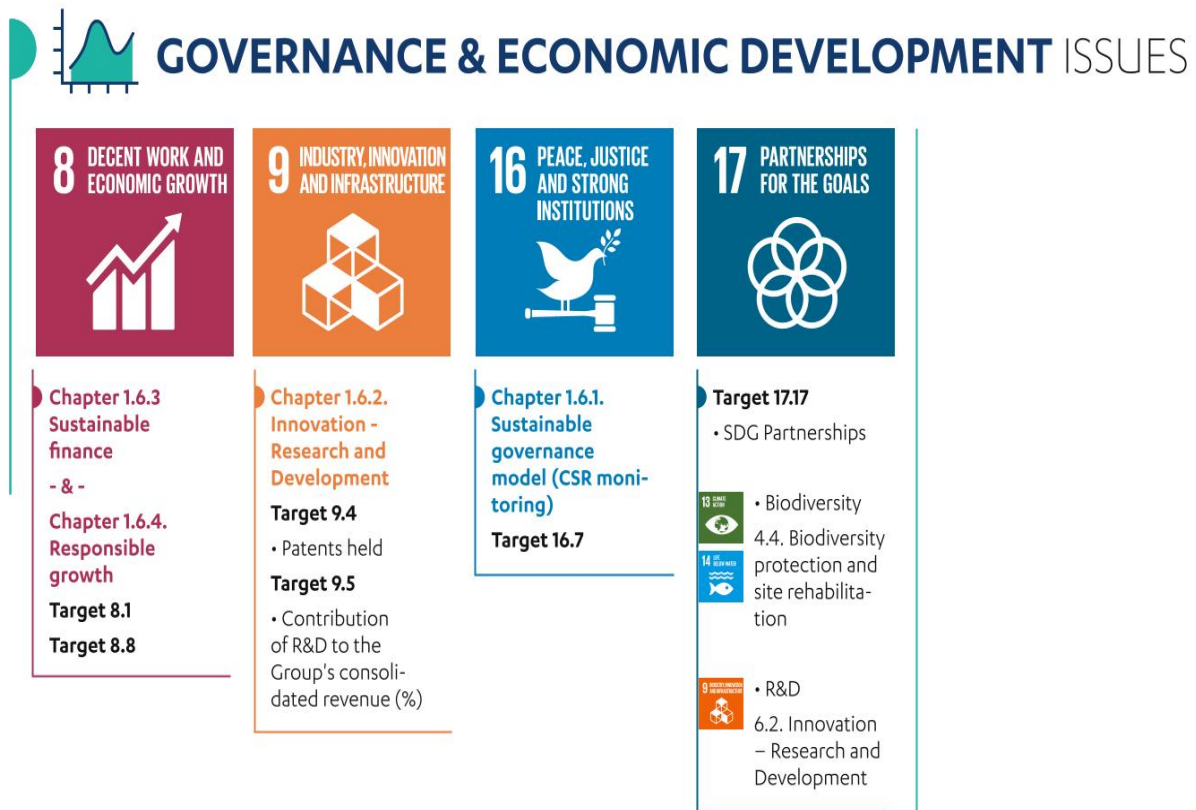 GOVERNANCE & ECONOMIC DEVELOPMENT ISSUES
8 DECENT WORK AND
ECONOMIC GROWTH
Chapter 1.6.3
Sustainable
finance
- & -
Chapter 1.6.4.
Responsible
growth
Target 8.1
Target 8.8
9 INDUSTRY, INNOVATION
AND INFRASTRUCTURE
Chapter 1.6.2.
Innovation -
Research and
Development
Target 9.4
• Patents held
Target 9.5
• Contribution
of R&D to the
Group's consoli-
dated revenue (%)
16 PEACE, JUSTICE
AND STRONG
INSTITUTIONS
Chapter 1.6.1.
Sustainable
governance
model (CSR moni-
toring)
Target 16.7
17 PARTNERSHIPS
FOR THE GOALS
Target 17.17
• SDG Partnerships
13 CLIMATE
ACTION
14 LIFE
BELOW WATER
• Biodiversity
4.4. Biodiversity
protection and
site rehabilita-
tion
9 INDUSTRY, INNOVATION
AND INFRASTRUCTURE
• R&D
6.2. Innovation
– Research and
Development